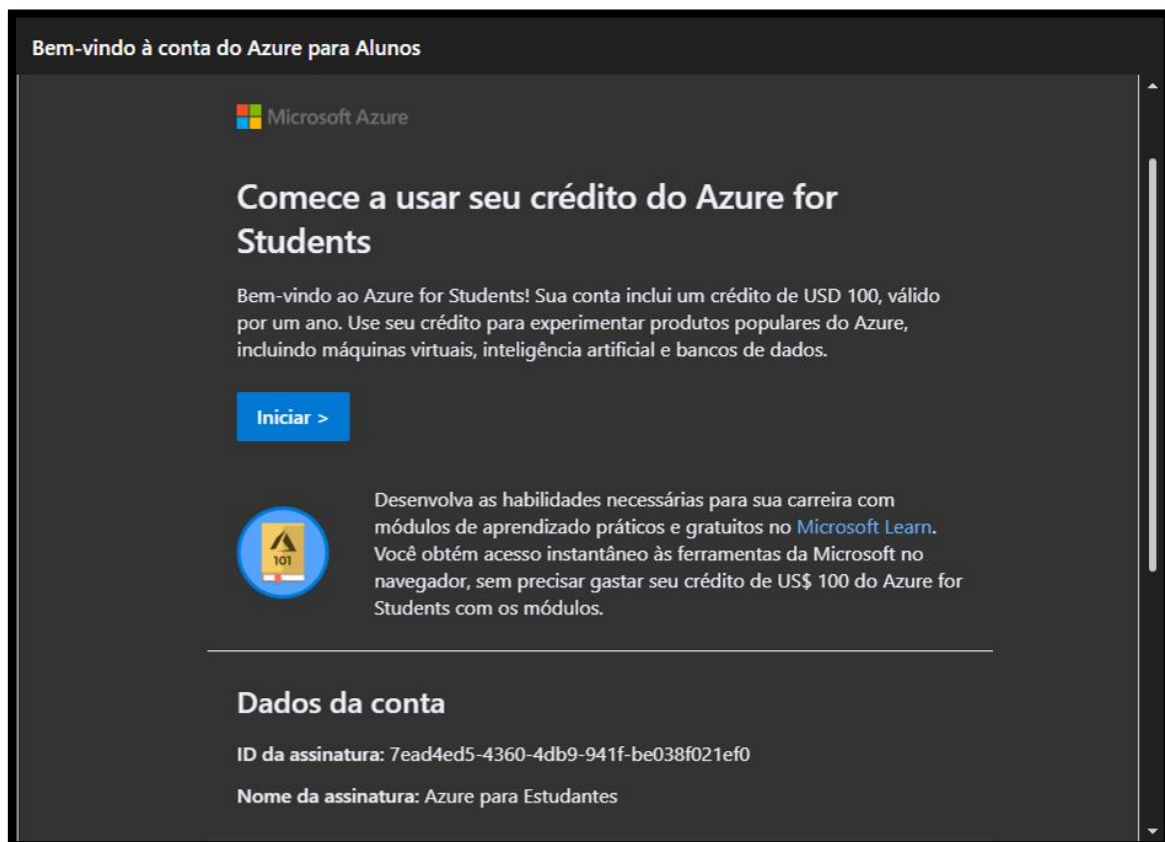 Bem-vindo à conta do Azure para Alunos
Microsoft Azure
Comece a usar seu crédito do Azure for
Students
Bem-vindo ao Azure for Students! Sua conta inclui um crédito de USD 100, válido
por um ano. Use seu crédito para experimentar produtos populares do Azure,
incluindo máquinas virtuais, inteligência artificial e bancos de dados.
Iniciar >
Desenvolva as habilidades necessárias para sua carreira com
módulos de aprendizado práticos e gratuitos no Microsoft Learn.
Você obtém acesso instantâneo às ferramentas da Microsoft no
navegador, sem precisar gastar seu crédito de US$ 100 do Azure for
Students com os módulos.
101
Dados da conta
ID da assinatura: 7ead4ed5-4360-4db9-941f-be038f021ef0
Nome da assinatura: Azure para Estudantes